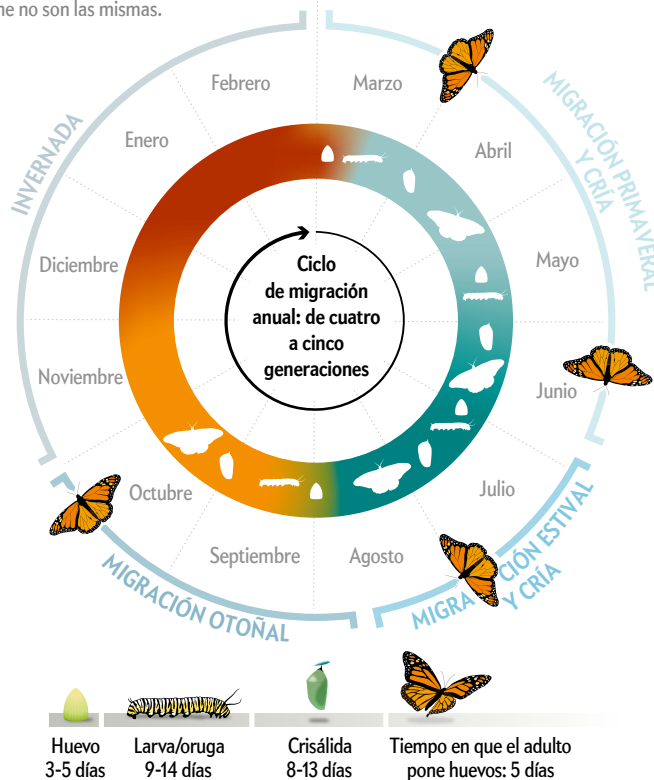 ne no son las mismas.
Febrero
Marzo
Enero
Abril
INVERNADA
MIGRACIÓN PRIMAVERAL
Y CRÍA
Diciembre
Mayo
Ciclo
de migración
anual: de cuatro
a cinco
generaciones
Noviembre
Junio
Octubre
Julio
Septiembre
Agosto
MIGRACIÓN OTOÑAL
MIGRA CIÓN ESTIVAL
Y CRÍA
Huevo
3-5 días
Larva/oruga
9-14 días
Crisálida
8-13 días
Tiempo en que el adulto
pone huevos: 5 días